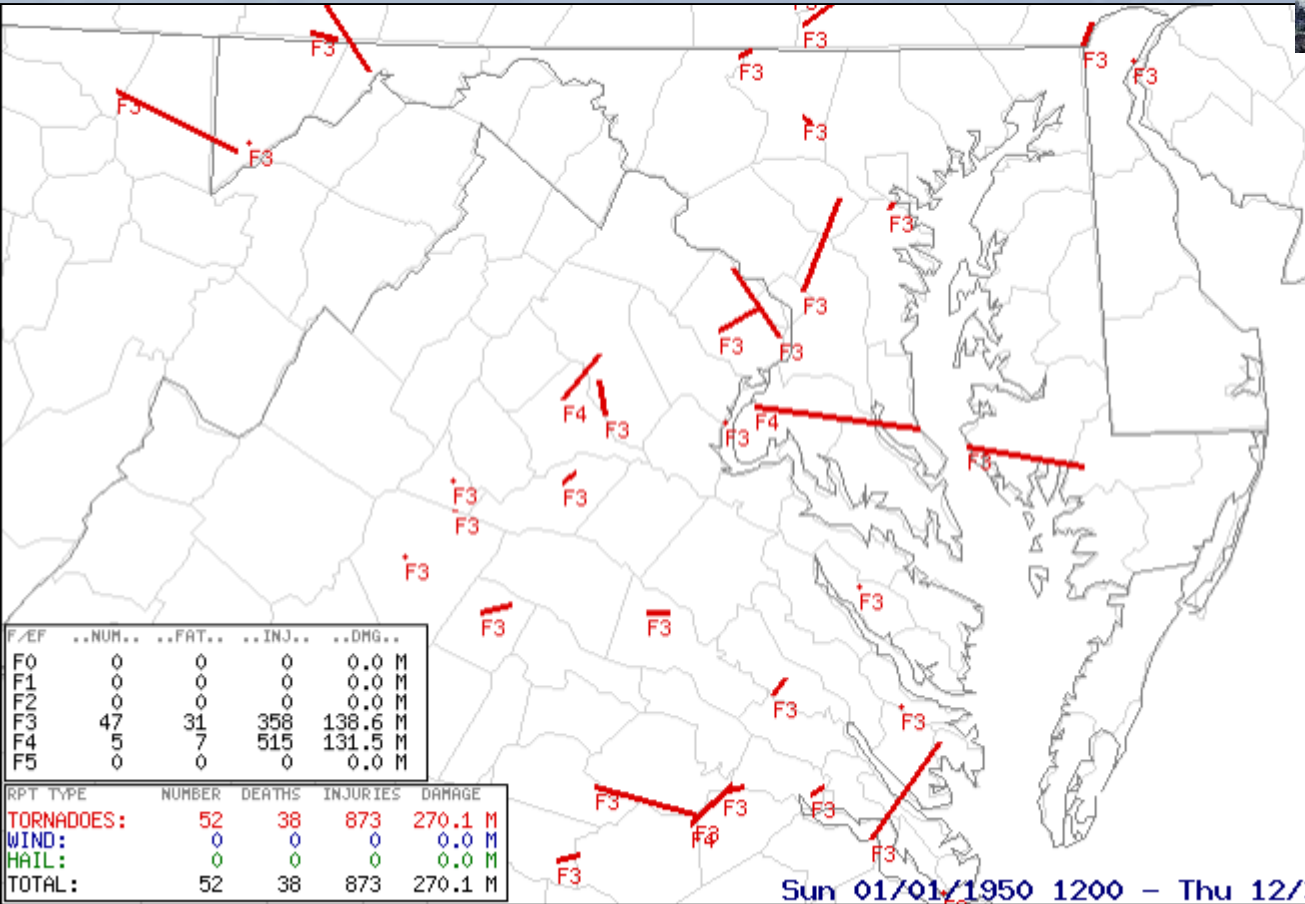 F3
F3
F3
F3
F3
F3
F3
F3
F3
F3
F3
F3
F3
F4
F3
F3
F4
F3
F3
F3
F3
F3
F3
F3
F3
F3
F/EF ..NUM.. ..FAT.. ..INJ.. ..DMG..
F0 0 0 0 0.0 M
F1 0 0 0 0.0 M
F2 0 0 0 0.0 M
F3 47 31 358 138.6 M
F4 5 7 515 131.5 M
F5 0 0 0 0.0 M
F3
F3
RPT TYPE NUMBER DEATHS INJURIES DAMAGE
TORNADOES: 52 38 873 270.1 M
WIND: 0 0 0 0.0 M
HAIL: 0 0 0 0.0 M
TOTAL: 52 38 873 270.1 M
F3
F3
F3
F3
F4
F3
F3
Sun 01/01/1950 1200 - Thu 12/